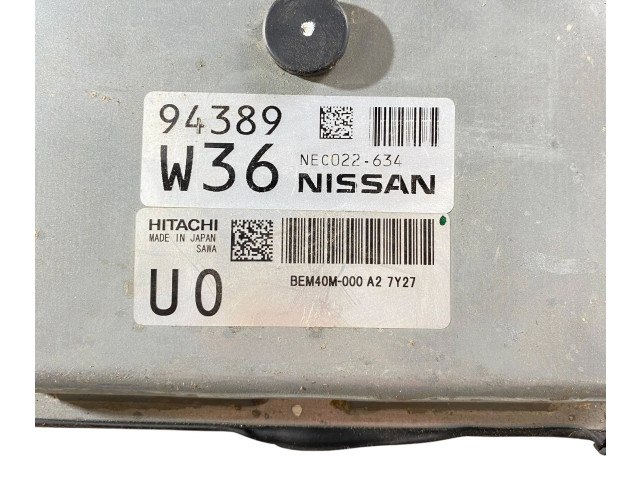 94389
W36
NEC022-634
NISSAN
HITACHI
MADE IN JAPAN
SAWA
U0
BEM40M-000 A2 7Y27